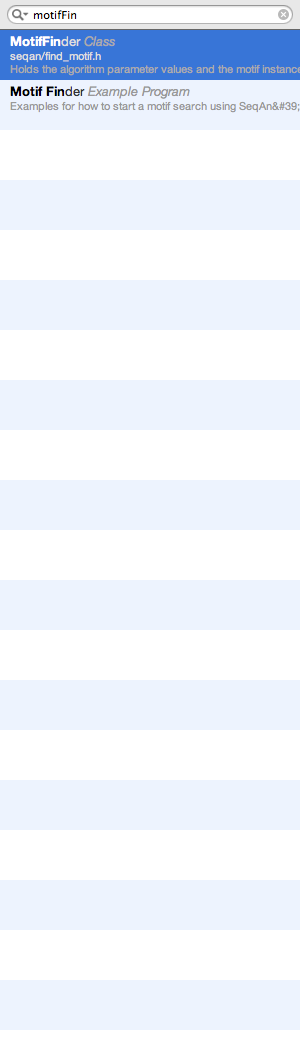 motifFin
MotifFinder Class
seqan/find_motif.h
Holds the algorithm parameter values and the motif instance
Motif Finder Example Program
Examples for how to start a motif search using SeqAn&#39;